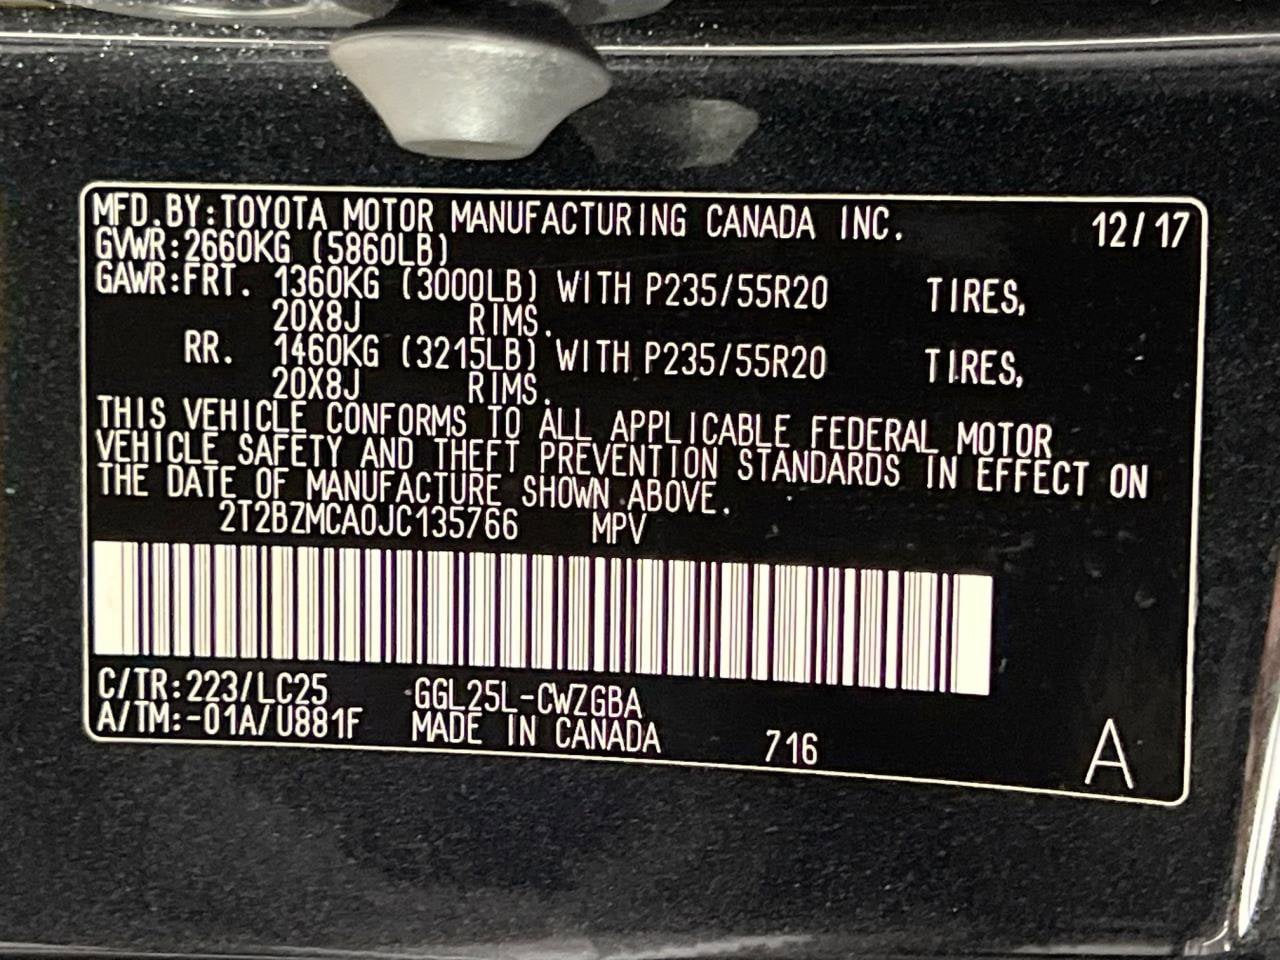 MFD.BY:TOYOTA MOTOR MANUFACTURING CANADA INC. 12/17
GVWR:2660KG (5860LB)
GAWR:FRT. 1360KG (3000LB) WITH P235/55R20 TIRES,
20X8J RIMS.
RR. 1460KG (3215LB) WITH P235/55R20 TIRES,
20X8J RIMS.
THIS VEHICLE CONFORMS TO ALL APPLICABLE FEDERAL MOTOR
VEHICLE SAFETY AND THEFT PREVENTION STANDARDS IN EFFECT ON
THE DATE OF MANUFACTURE SHOWN ABOVE.
2T2BZMCA0JC135766 MPV
C/TR:223/LC25 GGL25L-CWZGBA
A/TM:-01A/U881F MADE IN CANADA 716 A